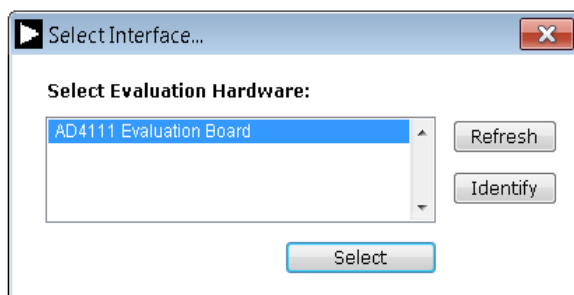 Select Interface...
Select Evaluation Hardware:
AD4111 Evaluation Board
Refresh
Identify
Select